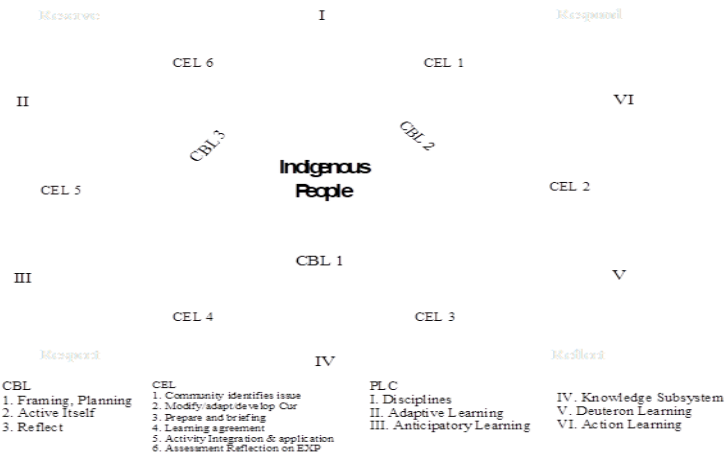 I
CEL 6
CEL 1
II
VI
CBL 3
CBL 2
Indigenous
People
CEL 5
CEL 2
CBL 1
III
V
CEL 4
CEL 3
IV
CBL
1. Framing, Planning
2. Active Itself
3. Reflect
CEL
1. Community identifies issue
2. Modify/adapt/develop Cur
3. Prepare and briefing
4. Learning agreement
5. Activity Integration & application
6. Assessment Reflection on EXP
PLC
I. Disciplines
II. Adaptive Learning
III. Anticipatory Learning
IV. Knowledge Subsystem
V. Deuteron Learning
VI. Action Learning